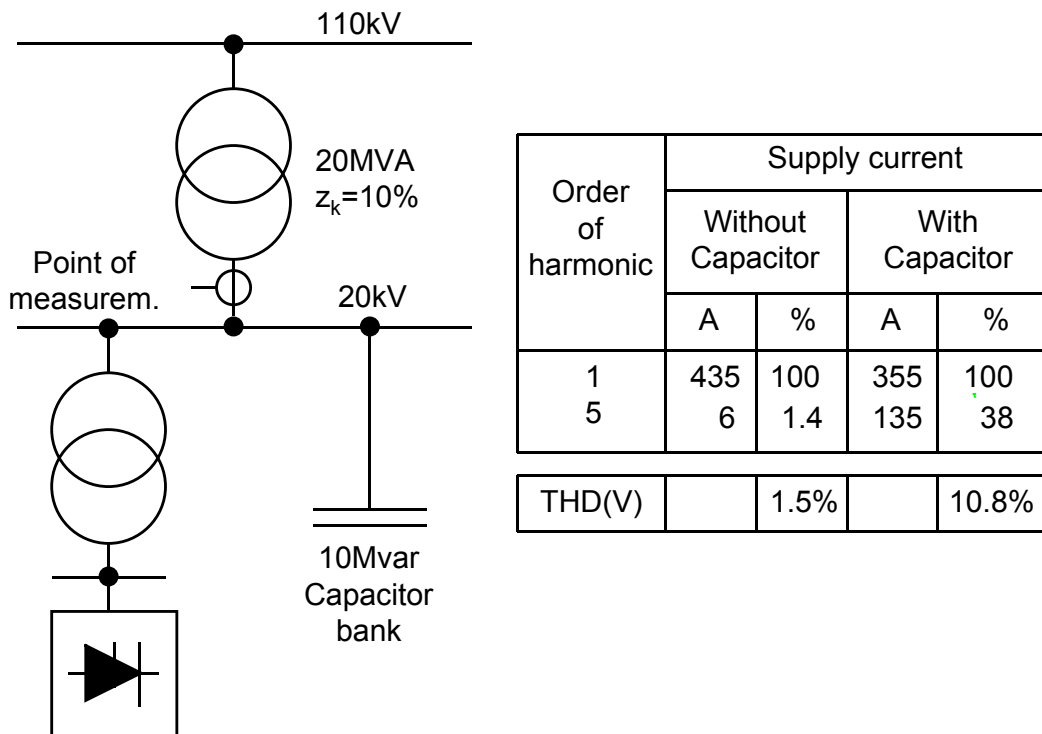 110kV
20MVA
zk=10%
Point of
measurem.
20kV
10Mvar
Capacitor
bank
Order
of
harmonic
Supply current
Without
Capacitor
With
Capacitor
A % A %
1 435 100 355 100
5 6 1.4 135 38
THD(V) 1.5% 10.8%